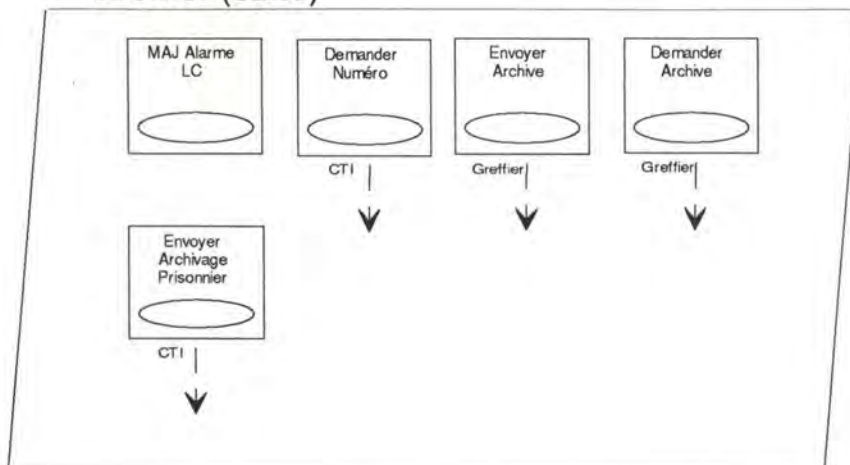 MAJ Alarme
LC
Demander
Numéro
Envoyer
Archive
Demander
Archive
CTI
Greffier
Greffier
Envoyer
Archivage
Prisonnier
CTI